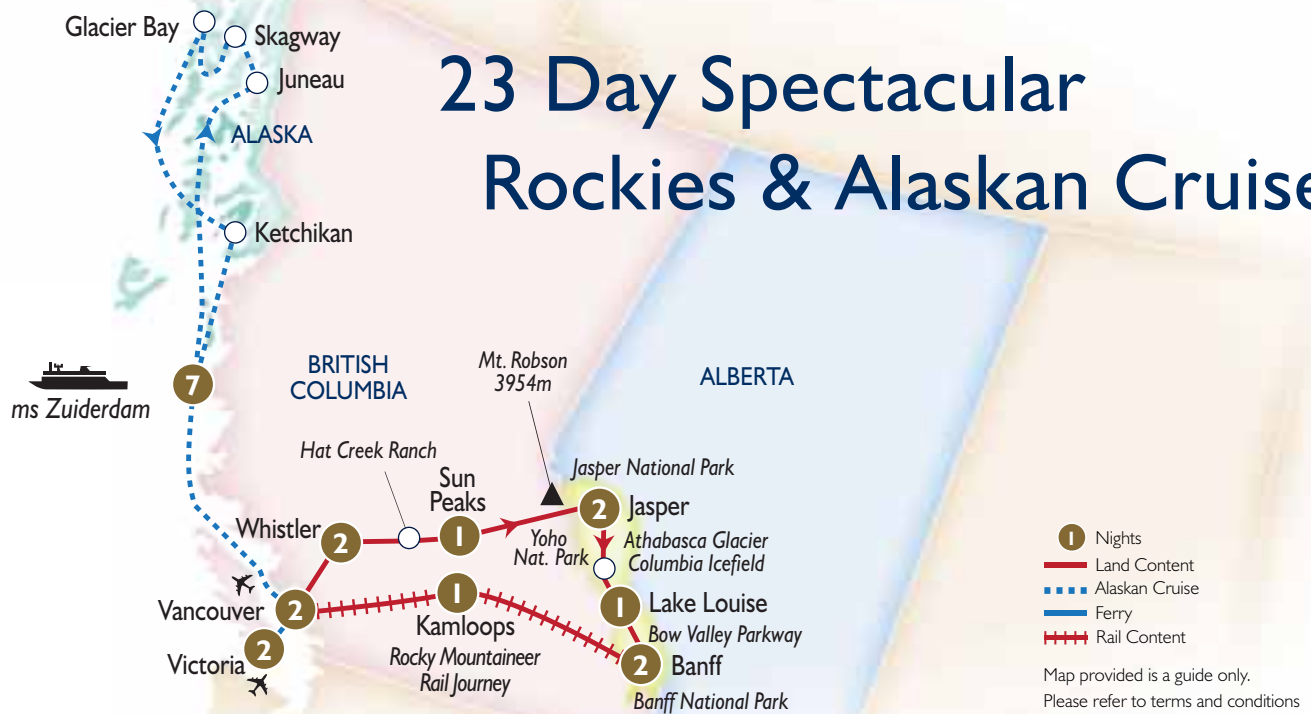 23 Day Spectacular
Rockies & Alaskan Cruise
Glacier Bay
Skagway
Juneau
ALASKA
Ketchikan
7
ms Zuiderdam
BRITISH
COLUMBIA
Mt. Robson
3954m
ALBERTA
Hat Creek Ranch
Sun
Peaks
1
Jasper National Park
2
Jasper
Whistler
2
Yoho
Nat. Park
Athabasca Glacier
Columbia Icefield
Vancouver
2
1
Kamloops
Rocky Mountaineer
Rail Journey
1
Lake Louise
Bow Valley Parkway
Victoria
2
2
Banff
Banff National Park
1 Nights
Land Content
Alaskan Cruise
Ferry
Rail Content
Map provided is a guide only.
Please refer to terms and conditions